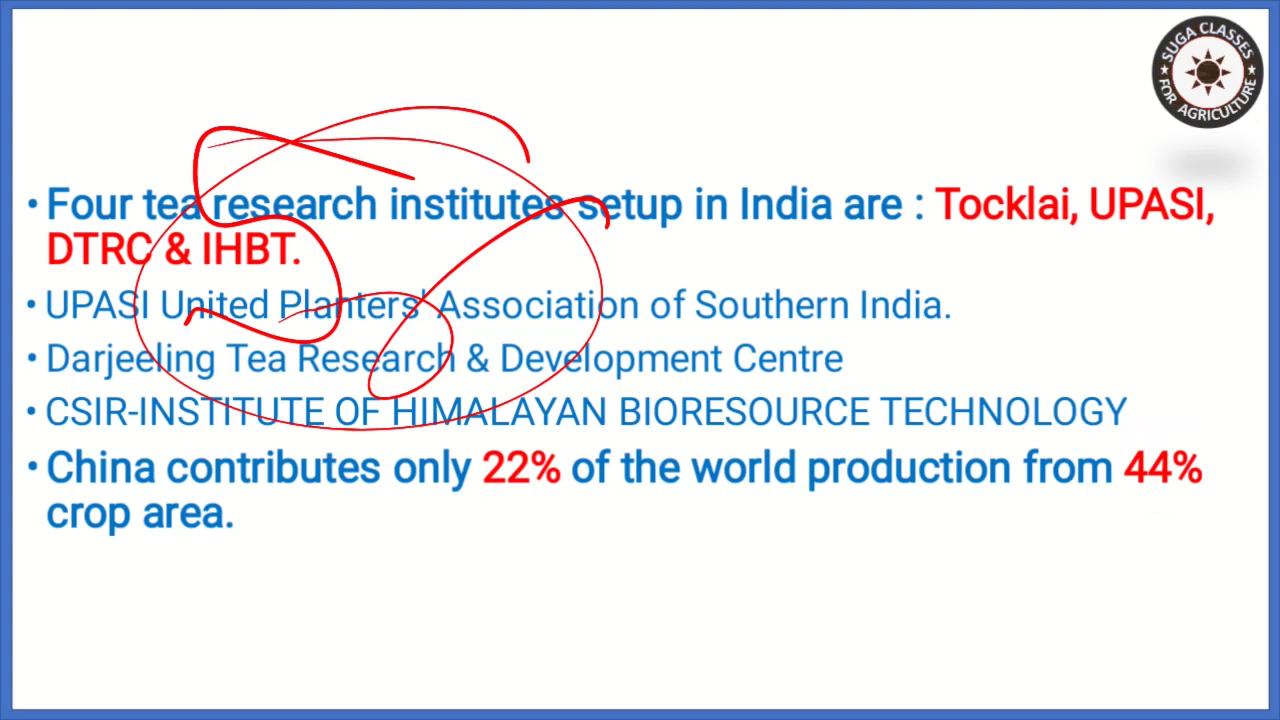 SUGA CLASSES
FOR AGRICULTURE
• Four tea research institutes setup in India are : Tocklai, UPASI,
DTRC & IHBT.
• UPASI United Planters' Association of Southern India.
• Darjeeling Tea Research & Development Centre
• CSIR-INSTITUTE OF HIMALAYAN BIORESOURCE TECHNOLOGY
• China contributes only 22% of the world production from 44%
crop area.